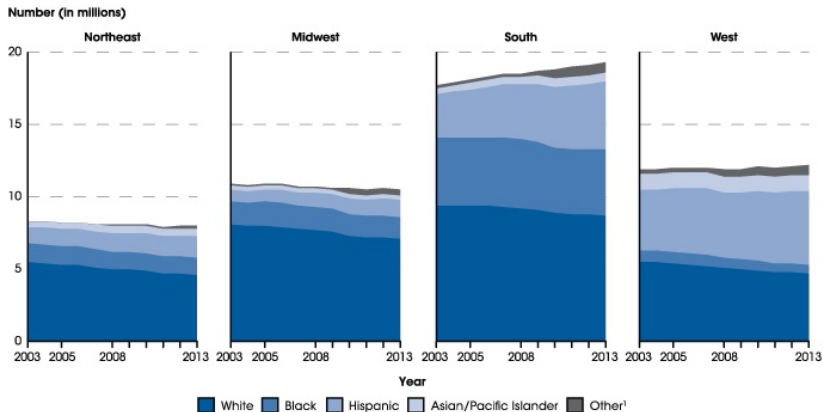 Number (in millions)
Northeast Midwest South West
20
15
10
5
0
2003 2005 2008 2013 2003 2005 2008 2013 2003 2005 2008 2013 2003 2005 2008 2013
Year
White Black Hispanic Asian/Pacific Islander Other¹